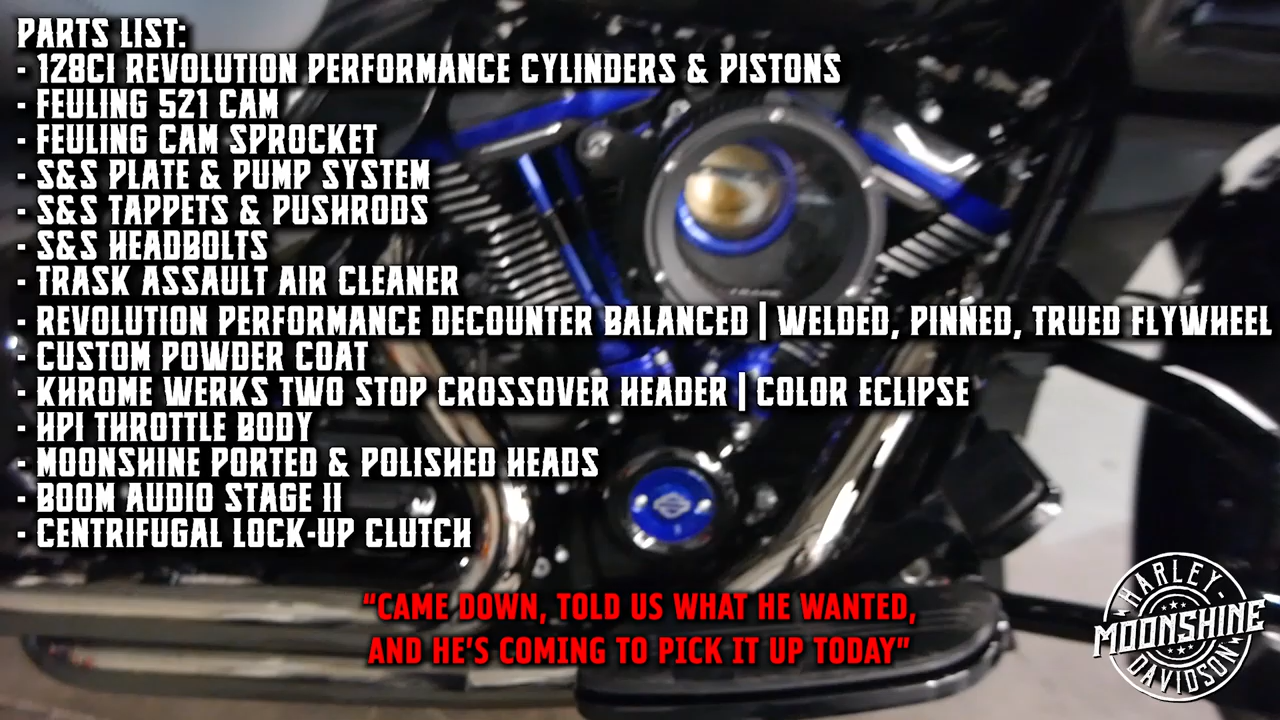 PARTS LIST:
- 128CI REVOLUTION PERFORMANCE CYLINDERS & PISTONS
- FEULING 521 CAM
- FEULING CAM SPROCKET
- S&S PLATE & PUMP SYSTEM
- S&S TAPPETS & PUSHRODS
- S&S HEADBOLTS
- TRASK ASSAULT AIR CLEANER
- REVOLUTION PERFORMANCE DECOUNTER BALANCED | WELDED, PINNED, TRUED FLYWHEEL
- CUSTOM POWDER COAT
- KHROME WERKS TWO STOP CROSSOVER HEADER | COLOR ECLIPSE
- HPI THROTTLE BODY
- MOONSHINE PORTED & POLISHED HEADS
- BOOM AUDIO STAGE II
- CENTRIFUGAL LOCK-UP CLUTCH
“CAME DOWN, TOLD US WHAT HE WANTED,
AND HE'S COMING TO PICK IT UP TODAY”
HARLEY-
MOONSHINE
DAVIDSON